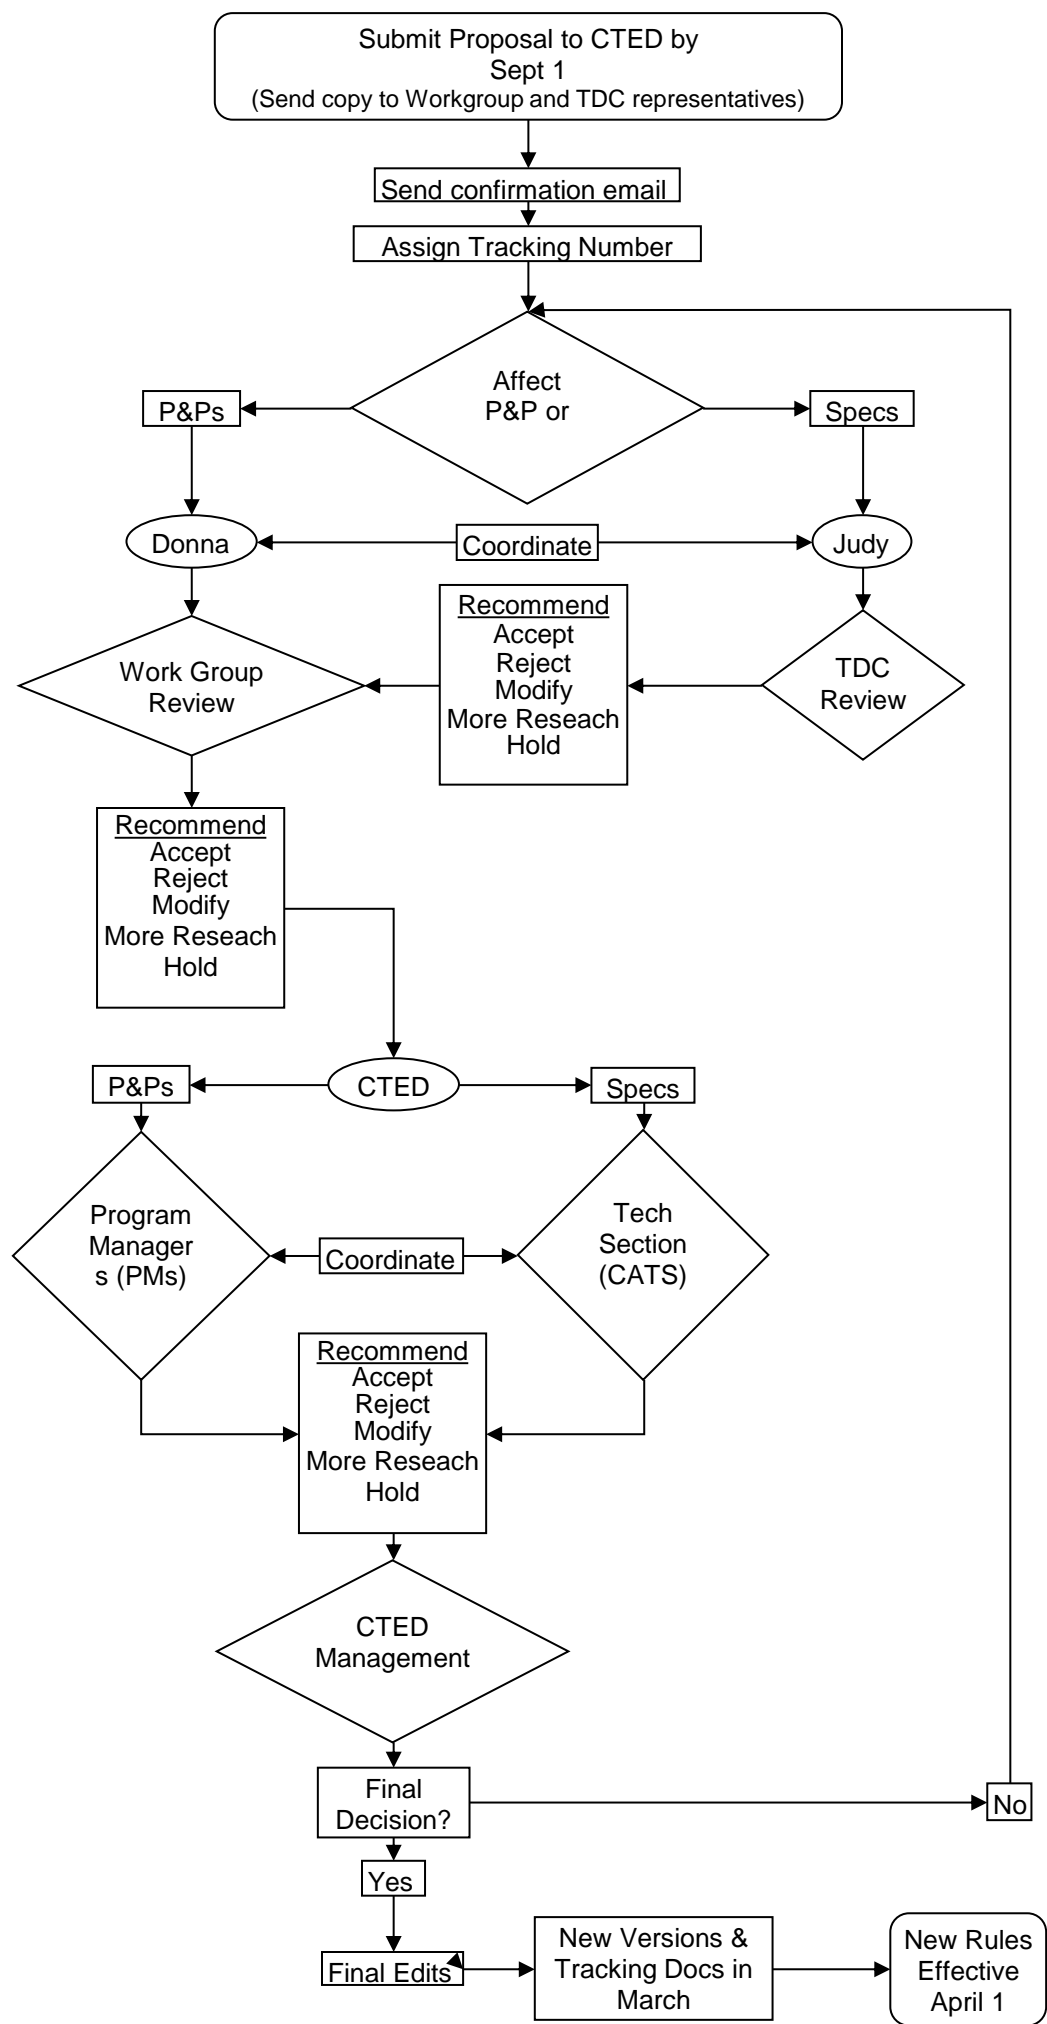 Submit Proposal to CTED by
Sept 1
(Send copy to Workgroup and TDC representatives)
Send confirmation email
Assign Tracking Number
Affect
P&P or
P&Ps
Specs
Donna
Coordinate
Judy
Recommend
Accept
Reject
Modify
More Reseach
Hold
Work Group
Review
TDC
Review
Recommend
Accept
Reject
Modify
More Reseach
Hold
P&Ps
CTED
Specs
Program
Manager
s (PMs)
Coordinate
Tech
Section
(CATS)
Recommend
Accept
Reject
Modify
More Reseach
Hold
CTED
Management
Final
Decision?
No
Yes
Final Edits
New Versions &
Tracking Docs in
March
New Rules
Effective
April 1